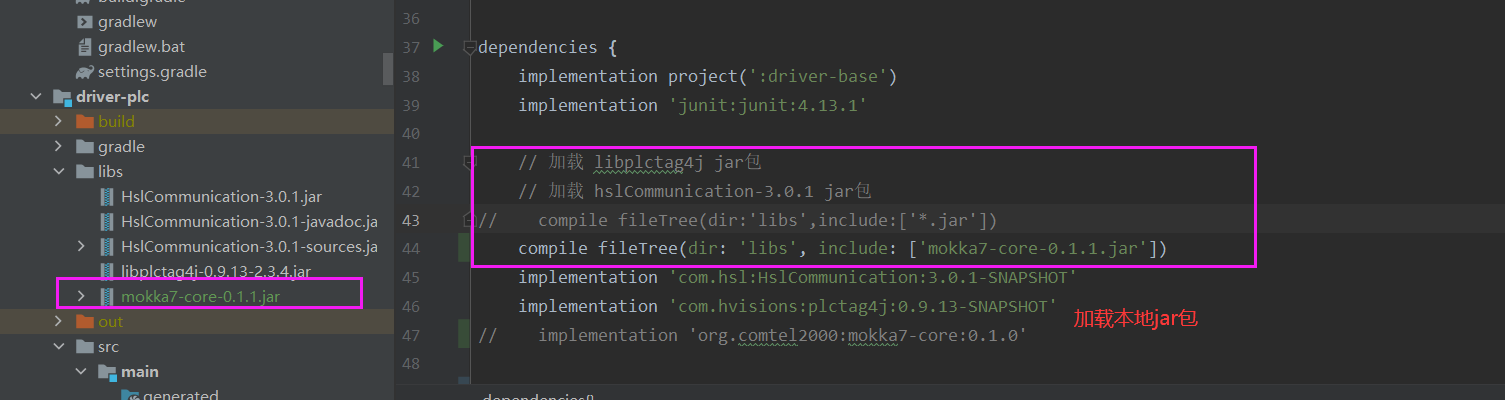 buildgradle
gradlew
gradlew.bat
settings.gradle
driver-plc
build
gradle
libs
HslCommunication-3.0.1.jar
HslCommunication-3.0.1-javadoc.ja
HslCommunication-3.0.1-sources.ja
libplctag4j-0.9.13-2.3.4.jar
mokka7-core-0.1.1.jar
out
src
main
generated
36
37 dependencies {
38 implementation project(':driver-base')
39 implementation 'junit:junit:4.13.1'
40
41 // 加载 libplctag4j jar包
42 // 加载 hslCommunication-3.0.1 jar包
43 // compile fileTree(dir:'libs',include:['*.jar'])
44 compile fileTree(dir: 'libs', include: ['mokka7-core-0.1.1.jar'])
45 implementation 'com.hsl:HslCommunication:3.0.1-SNAPSHOT'
46 implementation 'com.hvisions:plctag4j:0.9.13-SNAPSHOT'
加载本地jar包
47 // implementation 'org.comtel2000:mokka7-core:0.1.0'
48
dependencies{}